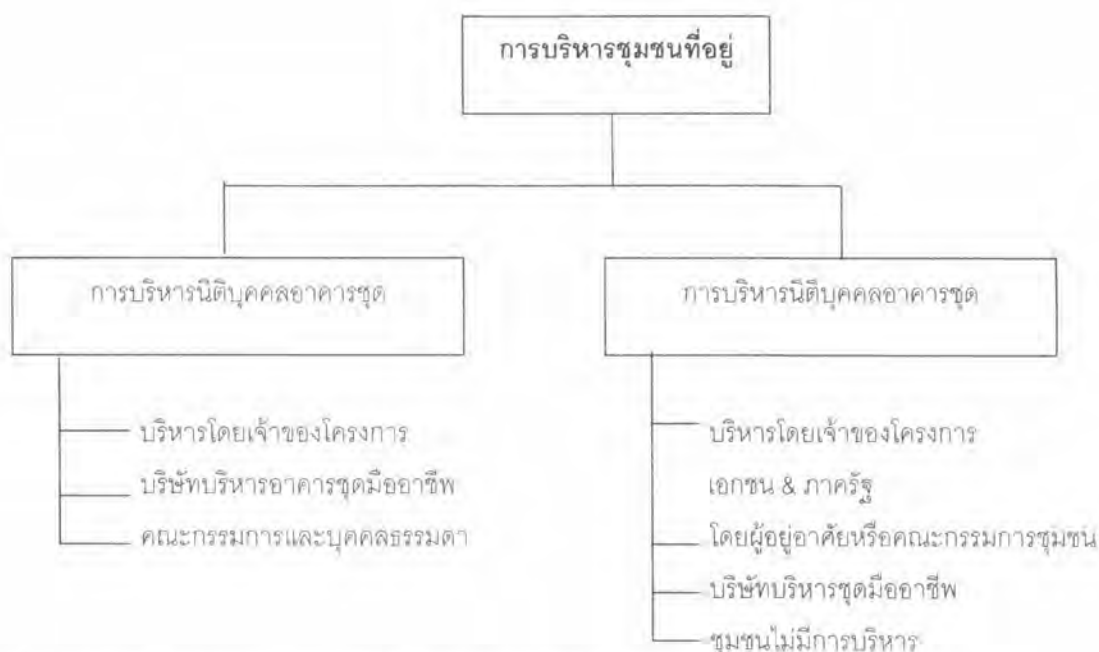 การบริหารชุมชนที่อยู่
การบริหารนิติบุคคลอาคารชุด
บริหารโดยเจ้าของโครงการ
บริษัทบริหารอาคารชุดมืออาชีพ
คณะกรรมการและบุคคลธรรมดา
การบริหารนิติบุคคลอาคารชุด
บริหารโดยเจ้าของโครงการ
เอกชน & ภาครัฐ
โดยผู้อยู่อาศัยหรือคณะกรรมการชุมชน
บริษัทบริหารชุดมืออาชีพ
ชุมชนไม่มีการบริหาร